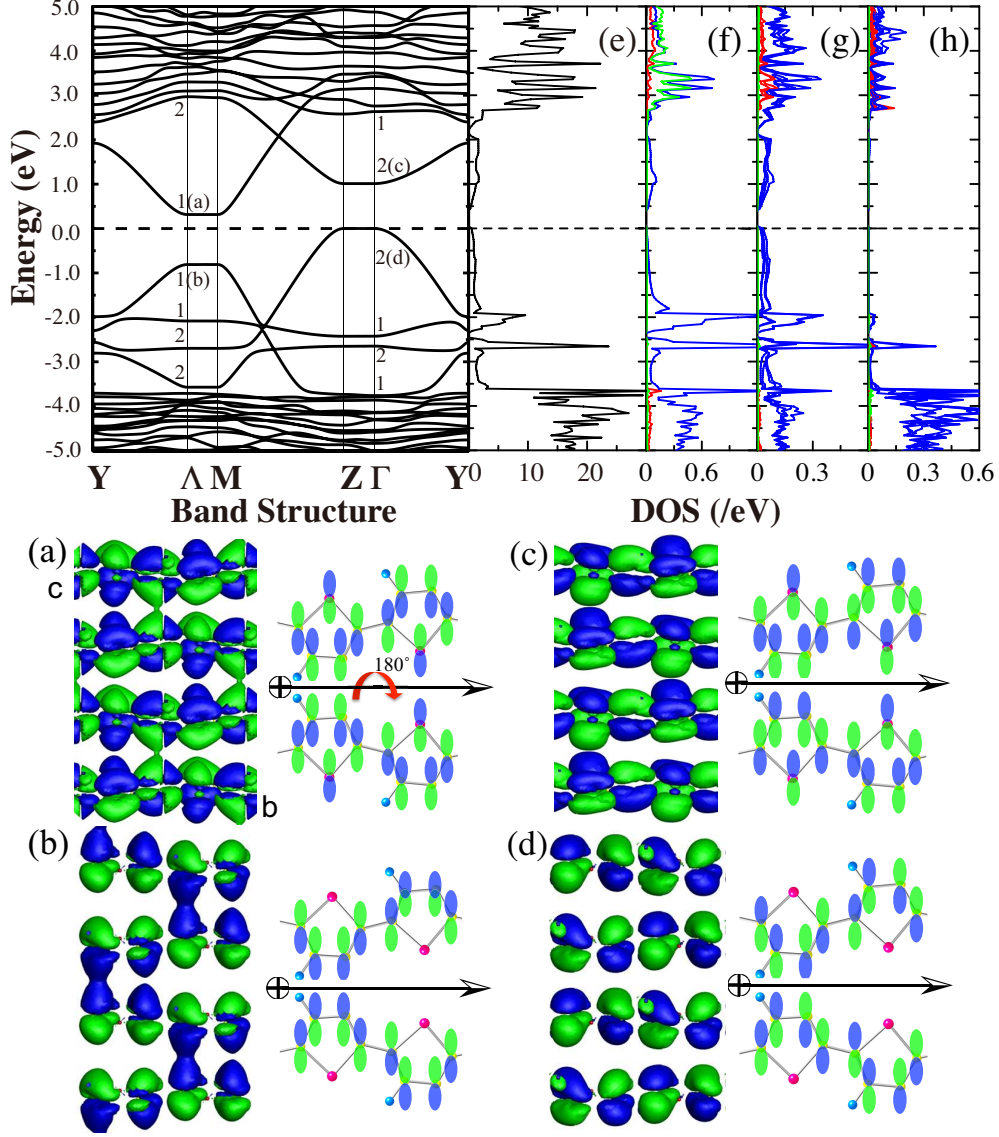 5.0
4.0
3.0
2.0
1.0
0.0
-1.0
-2.0
-3.0
-4.0
-5.0
Energy (eV)
2
1
2(c)
1(a)
1(b)
2(d)
1
1
2
2
2
1
(e)
(f)
(g)
(h)
Y
Λ
M
Z
Γ
Y
0
10
20
0
0.6
0
0.3
0
0.3
0.6
Band Structure
DOS (/eV)
(a)
c
b
180°
(c)
(b)
(d)